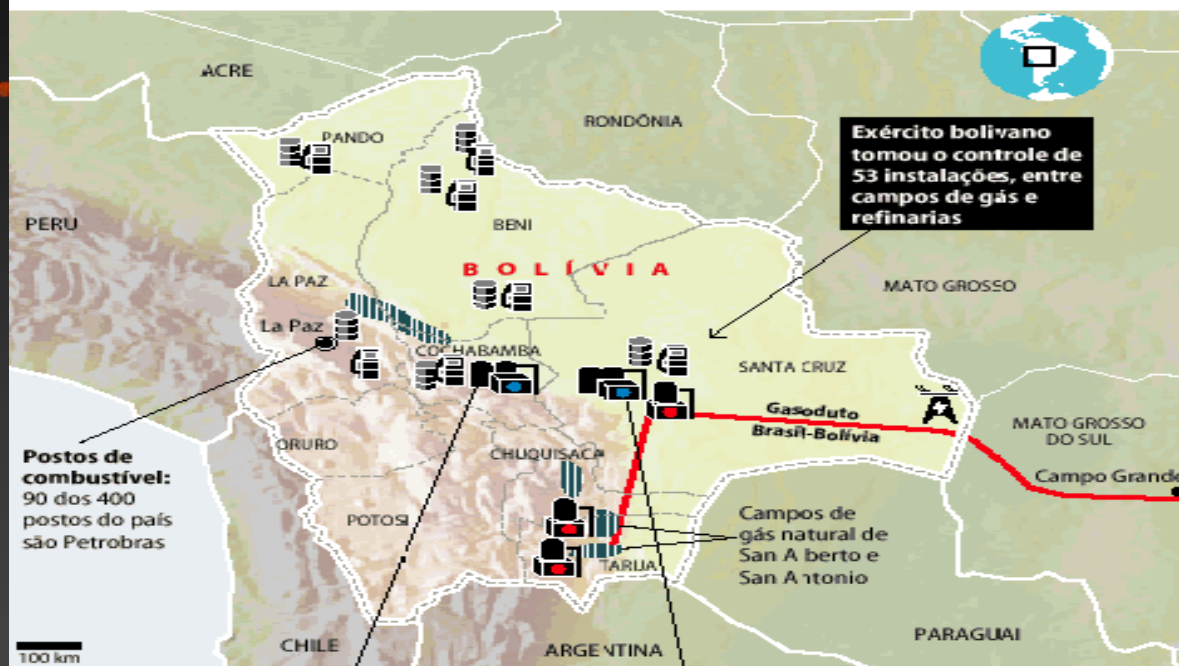 ACRE
RONDÔNIA
PANDO
Exército bolivano
tomou o controle de
53 instalações, entre
campos de gás e
refinarias
PERU
BENI
BOLÍVIA
LA PAZ
MATO GROSSO
La Paz
COCHABAMBA
SANTA CRUZ
Gasoduto
Brasil-Bolívia
MATO GROSSO
DO SUL
ORURO
CHUQUISACA
Campo Grande
Postos de
combustível:
90 dos 400
postos do país
são Petrobras
POTOSI
Campos de
gás natural de
San Alberto e
San Antonio
TARIJA
CHILE
ARGENTINA
PARAGUAI
100 km